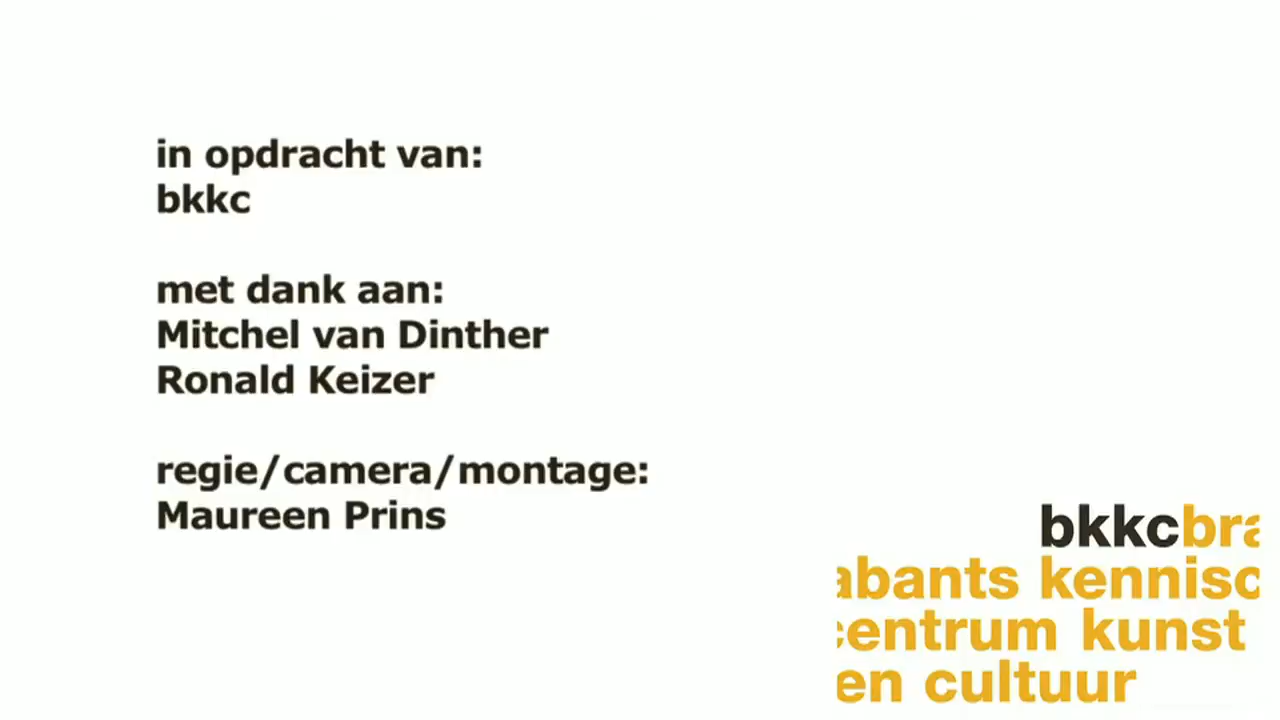 in opdracht van:
bkkc
met dank aan:
Mitchel van Dinther
Ronald Keizer
regie/camera/montage:
Maureen Prins
bkkcbra
abants kennisc
centrum kunst
en cultuur